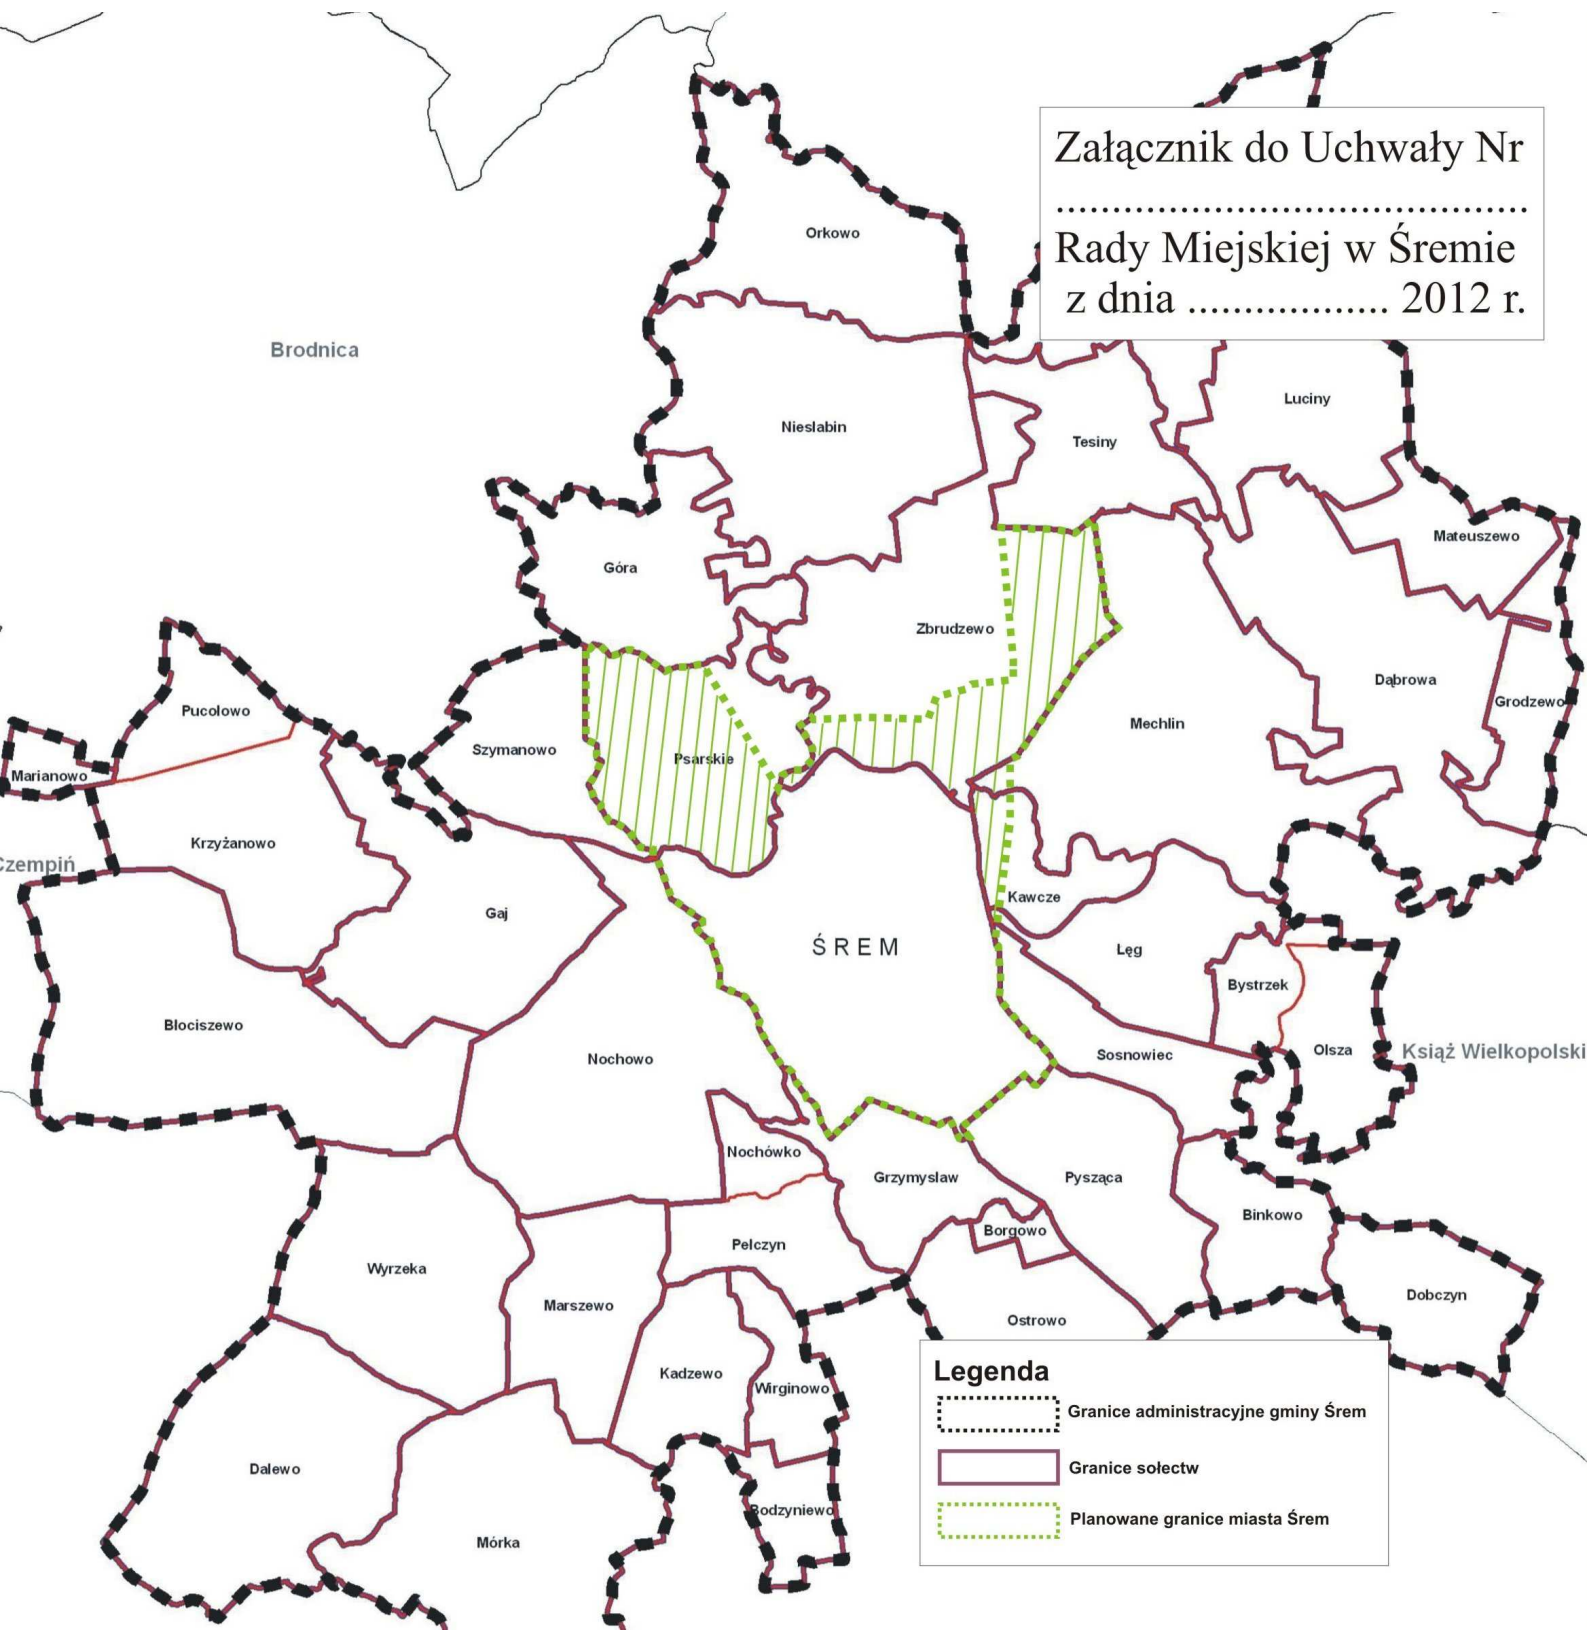 Załącznik do Uchwały Nr
..........................................
Rady Miejskiej w Śremie
z dnia .................. 2012 r.
Orkowo
Brodnica
Luciny
Nieslabin
Tesiny
Mateuszewo
Góra
Zbrudzewo
Dąbrowa
Grodzewo
Pucolowo
Mechlin
Szymanowo
Psarskie
Marianowo
Krzyżanowo
Czempiń
Kawcze
Gaj
ŚREM
Lęg
Bystrzek
Błociszewo
Olsza
Książ Wielkopolski
Sosnowiec
Nochowo
Nochówko
Grzymyslaw
Pysząca
Binkowo
Borgowo
Pelczyn
Wyrzeka
Dobczyn
Marszewo
Ostrowo
Kadzewo
Wirginowo
Dalewo
Bodzyniewo
Mórka
Legenda
Granice administracyjne gminy Śrem
Granice sołectw
Planowane granice miasta Śrem